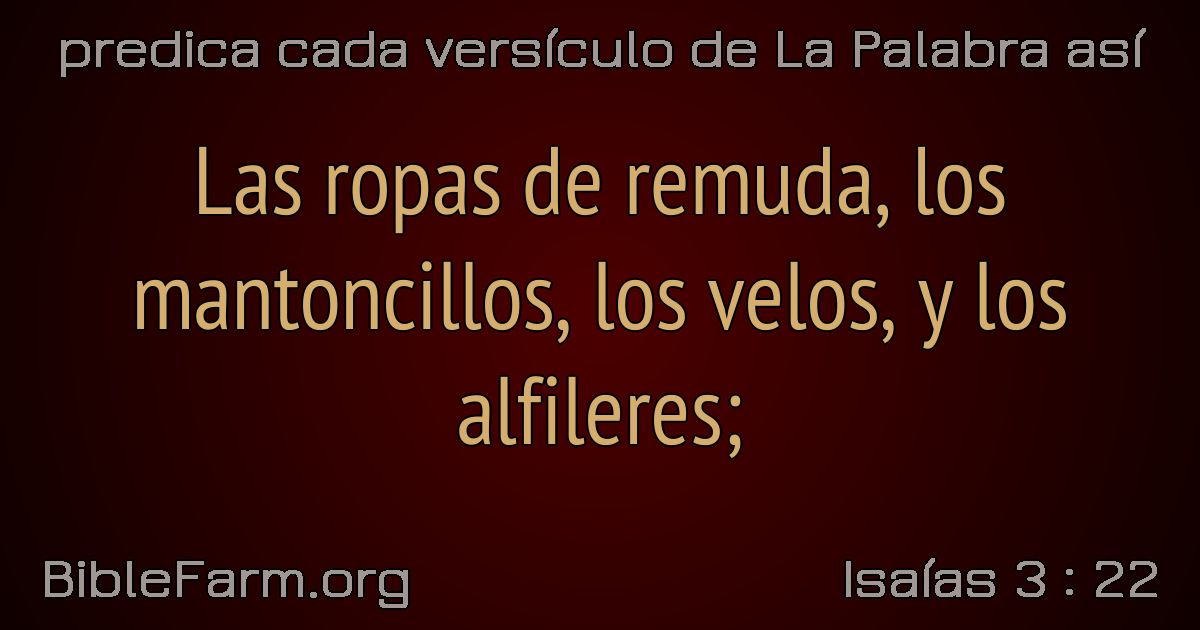 predica cada versículo de La Palabra así
Las ropas de remuda, los
mantoncillos, los velos, y los
alfileres;
BibleFarm.org
Isaías 3 : 22